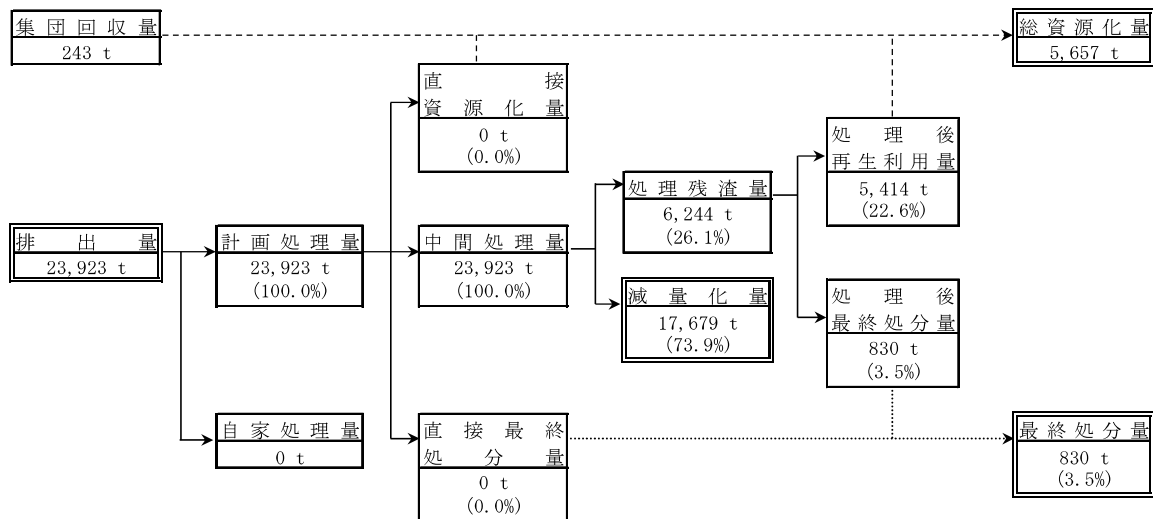 集団回収量
243 t
総資源化量
5,657 t
直接
資源化量
0 t
(0.0%)
処理後
再生利用量
5,414 t
(22.6%)
処理残渣量
6,244 t
(26.1%)
排出量
23,923 t
計画処理量
23,923 t
(100.0%)
中間処理量
23,923 t
(100.0%)
減量化量
17,679 t
(73.9%)
処理後
最終処分量
830 t
(3.5%)
自家処理量
0 t
直接最終
処分量
0 t
(0.0%)
最終処分量
830 t
(3.5%)